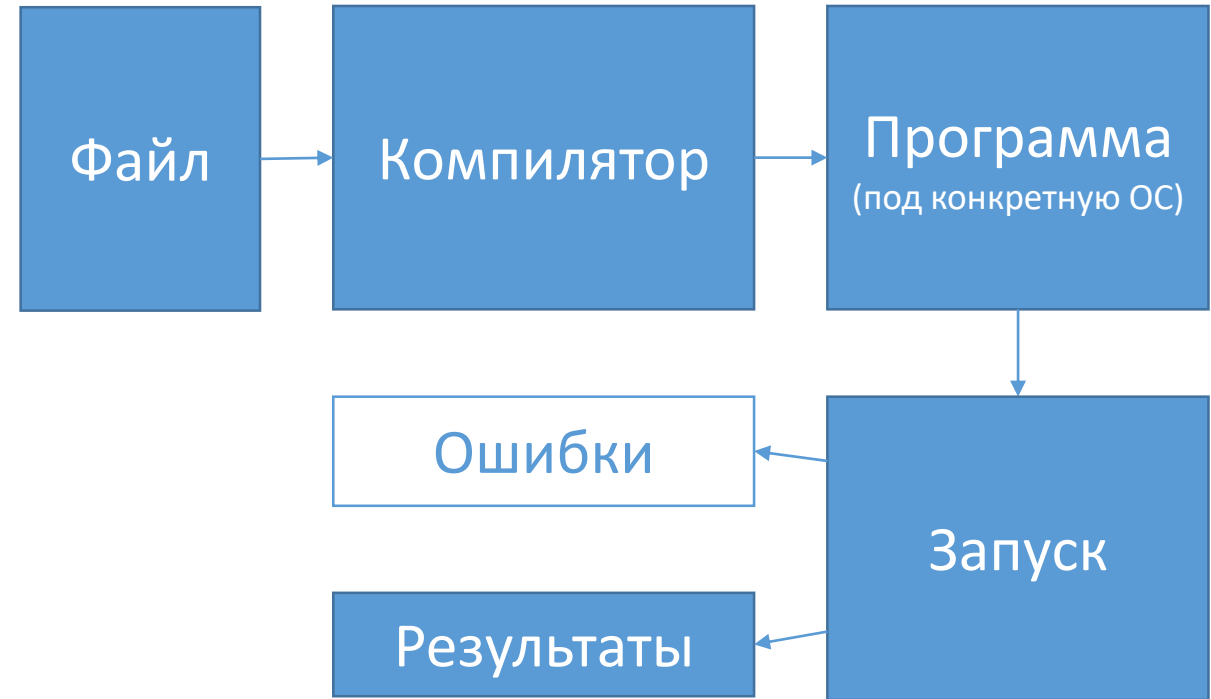 Файл
Компилятор
Программа
(под конкретную ОС)
Ошибки
Запуск
Результаты